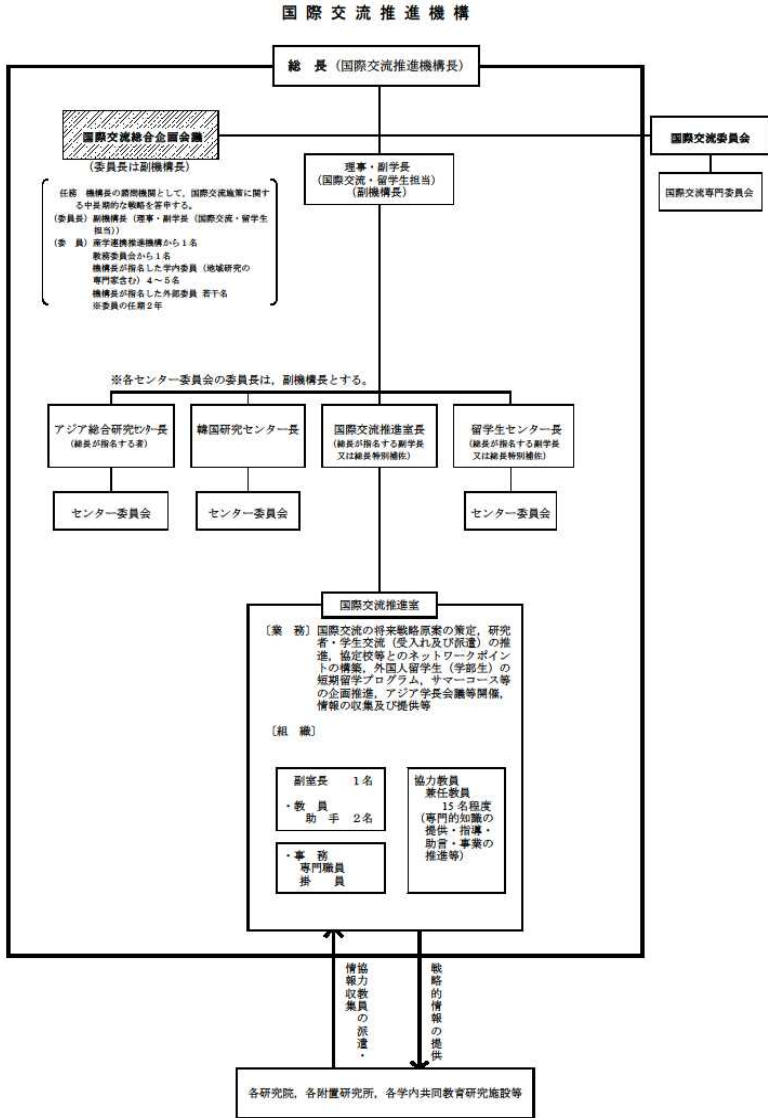 国際交流推進機構
総　長（国際交流推進機構長）
国際交流総合企画会議
（委員長は副機構長）
国際交流委員会
国際交流専門委員会
理事・副学長
（国際交流・留学生担当）
（副機構長）
任務　機構長の諮問機関として，国際交流施策に関す
る中長期的な戦略を答申する。
（委員長）副機構長（理事・副学長（国際交流・留学生
担当））
（委　員）産学連携推進機構から１名
教務委員会から１名
機構長が指名した学内委員（地域研究の
専門家含む）４～５名
機構長が指名した外部委員 若干名
※委員の任期２年
※各センター委員会の委員長は，副機構長とする。
アジア総合研究センター長
（総長が指名する者）
韓国研究センター長
国際交流推進室長
（総長が指名する副学長
又は総長特別補佐）
留学生センター長
（総長が指名する副学長
又は総長特別補佐）
センター委員会
センター委員会
センター委員会
国際交流推進室
〔業　務〕国際交流の将来戦略原案の策定，研究
者・学生交流（受入れ及び派遣）の推
進，協定校等とのネットワークポイン
トの構築，外国人留学生（学部生）の
短期留学プログラム，サマーコース等
の企画推進，アジア学長会議等開催，
情報の収集及び提供等
〔組　織〕
副室長　１名
・教　員
助　手　２名
・事　務
専門職員
掛　員
協力教員
兼任教員
15名程度
（専門的知識の
提供・指導・
助言・事業の
推進等）
協力教員の派遣・
情報収集
戦略的情報の提供
各研究院，各附置研究所，各学内共同教育研究施設等